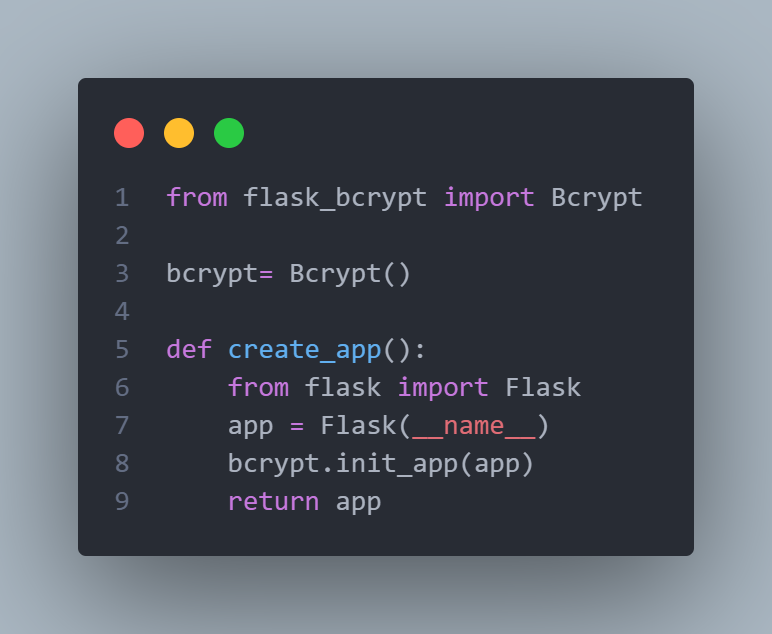 1 from flask_bcrypt import Bcrypt
2
3 bcrypt= Bcrypt()
4
5 def create_app():
6     from flask import Flask
7     app = Flask(__name__)
8     bcrypt.init_app(app)
9     return app